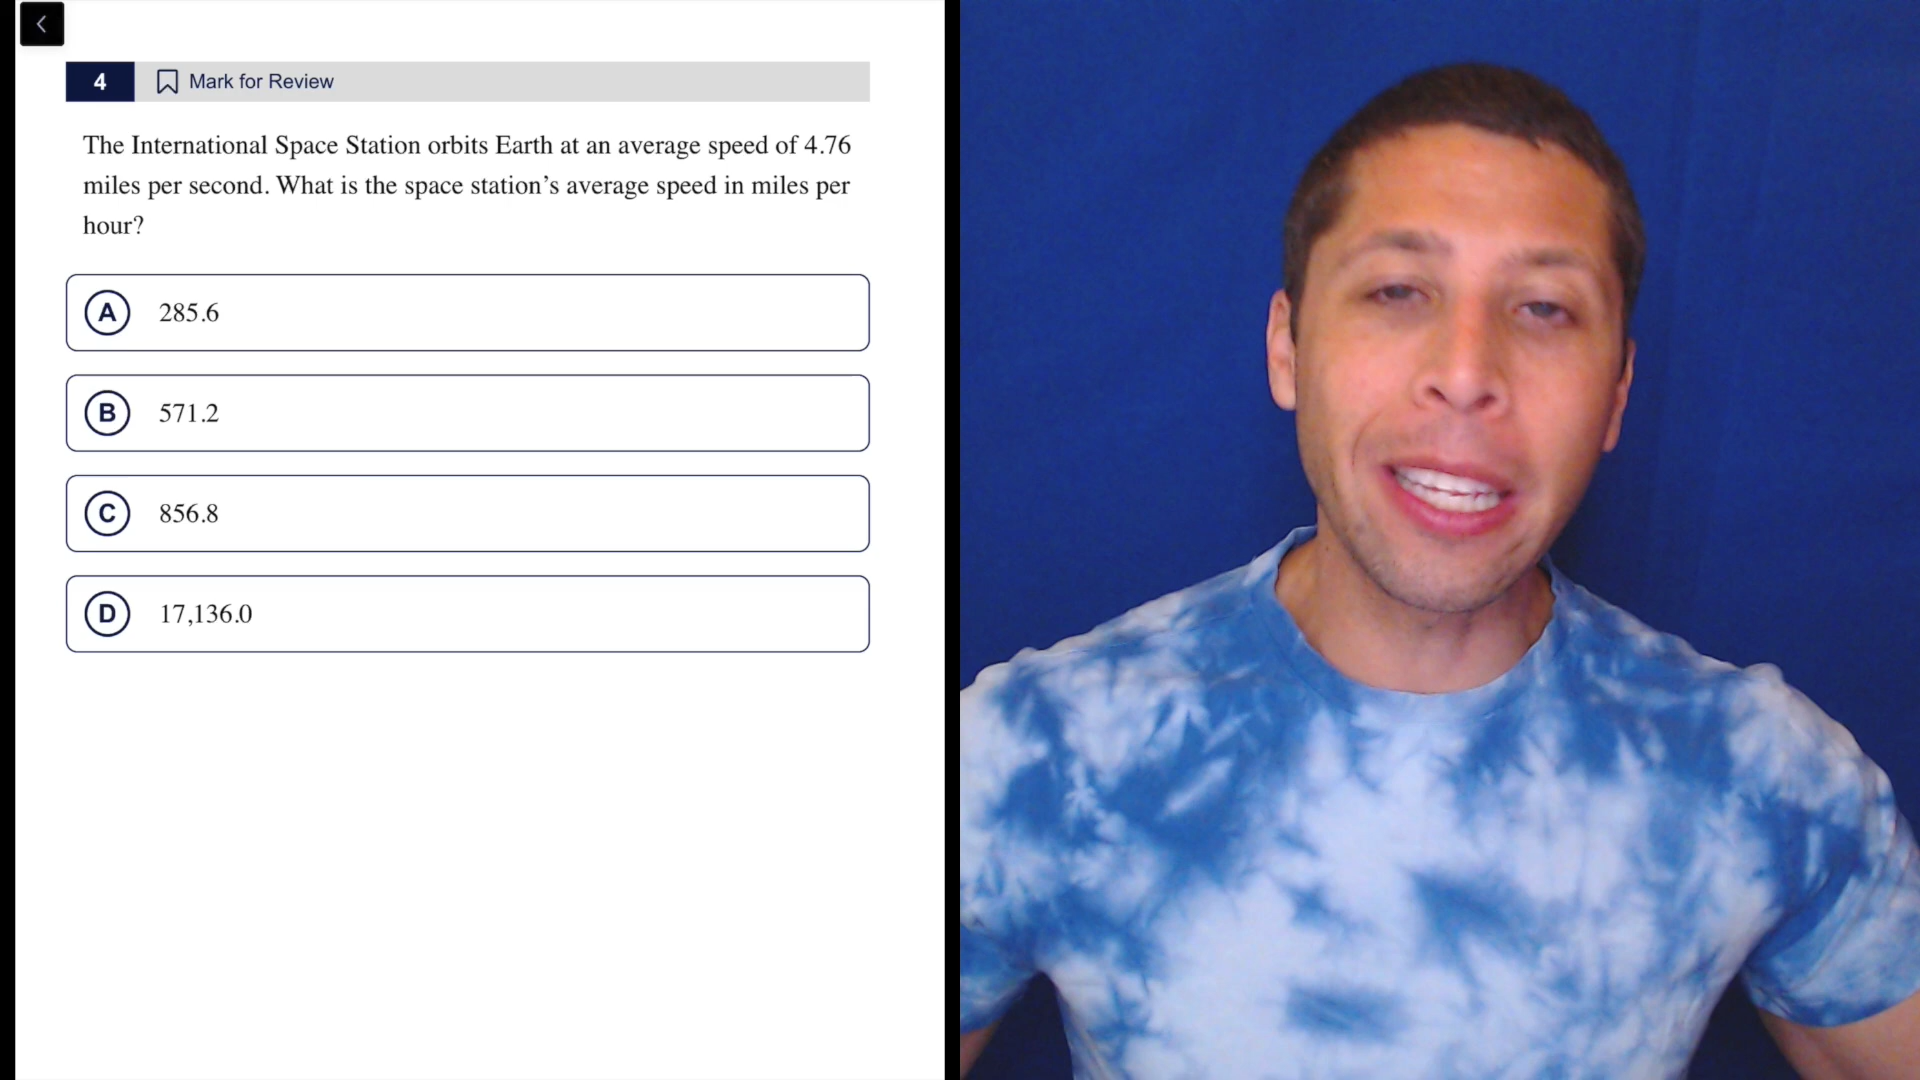 4 Mark for Review
The International Space Station orbits Earth at an average speed of 4.76
miles per second. What is the space station’s average speed in miles per
hour?
A 285.6
B 571.2
C 856.8
D 17,136.0